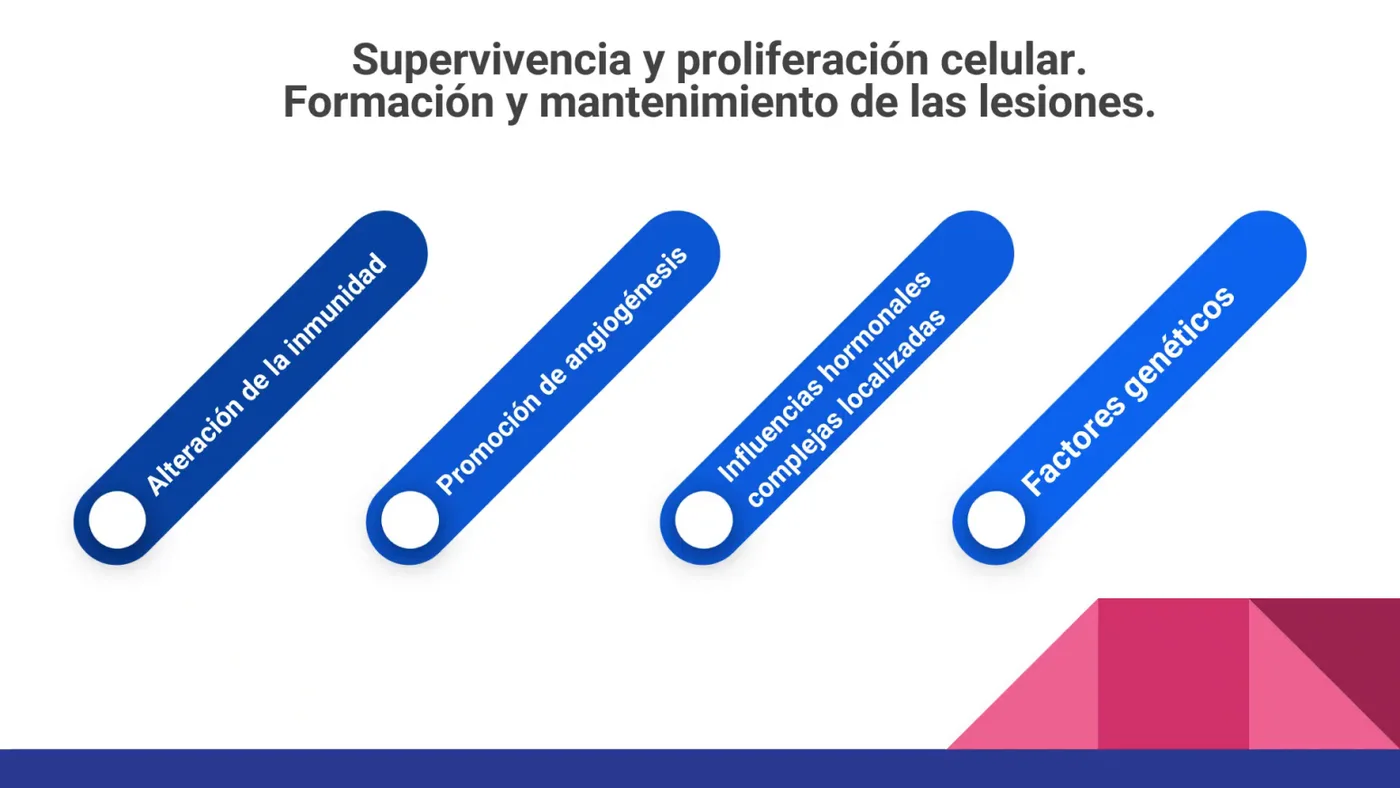 Supervivencia y proliferación celular.
Formación y mantenimiento de las lesiones.
Alteración de la inmunidad
Promoción de angiogénesis
Influencias hormonales
complejas localizadas
Factores genéticos